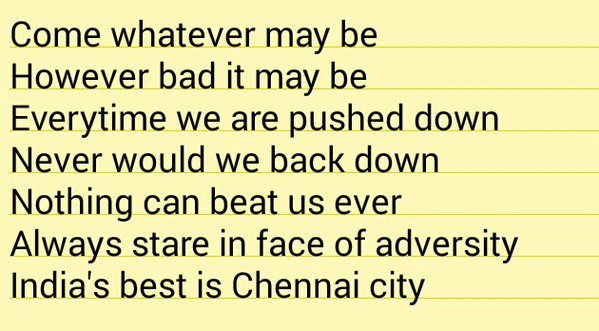 Come whatever may be
However bad it may be
Everytime we are pushed down
Never would we back down
Nothing can beat us ever
Always stare in face of adversity
India's best is Chennai city